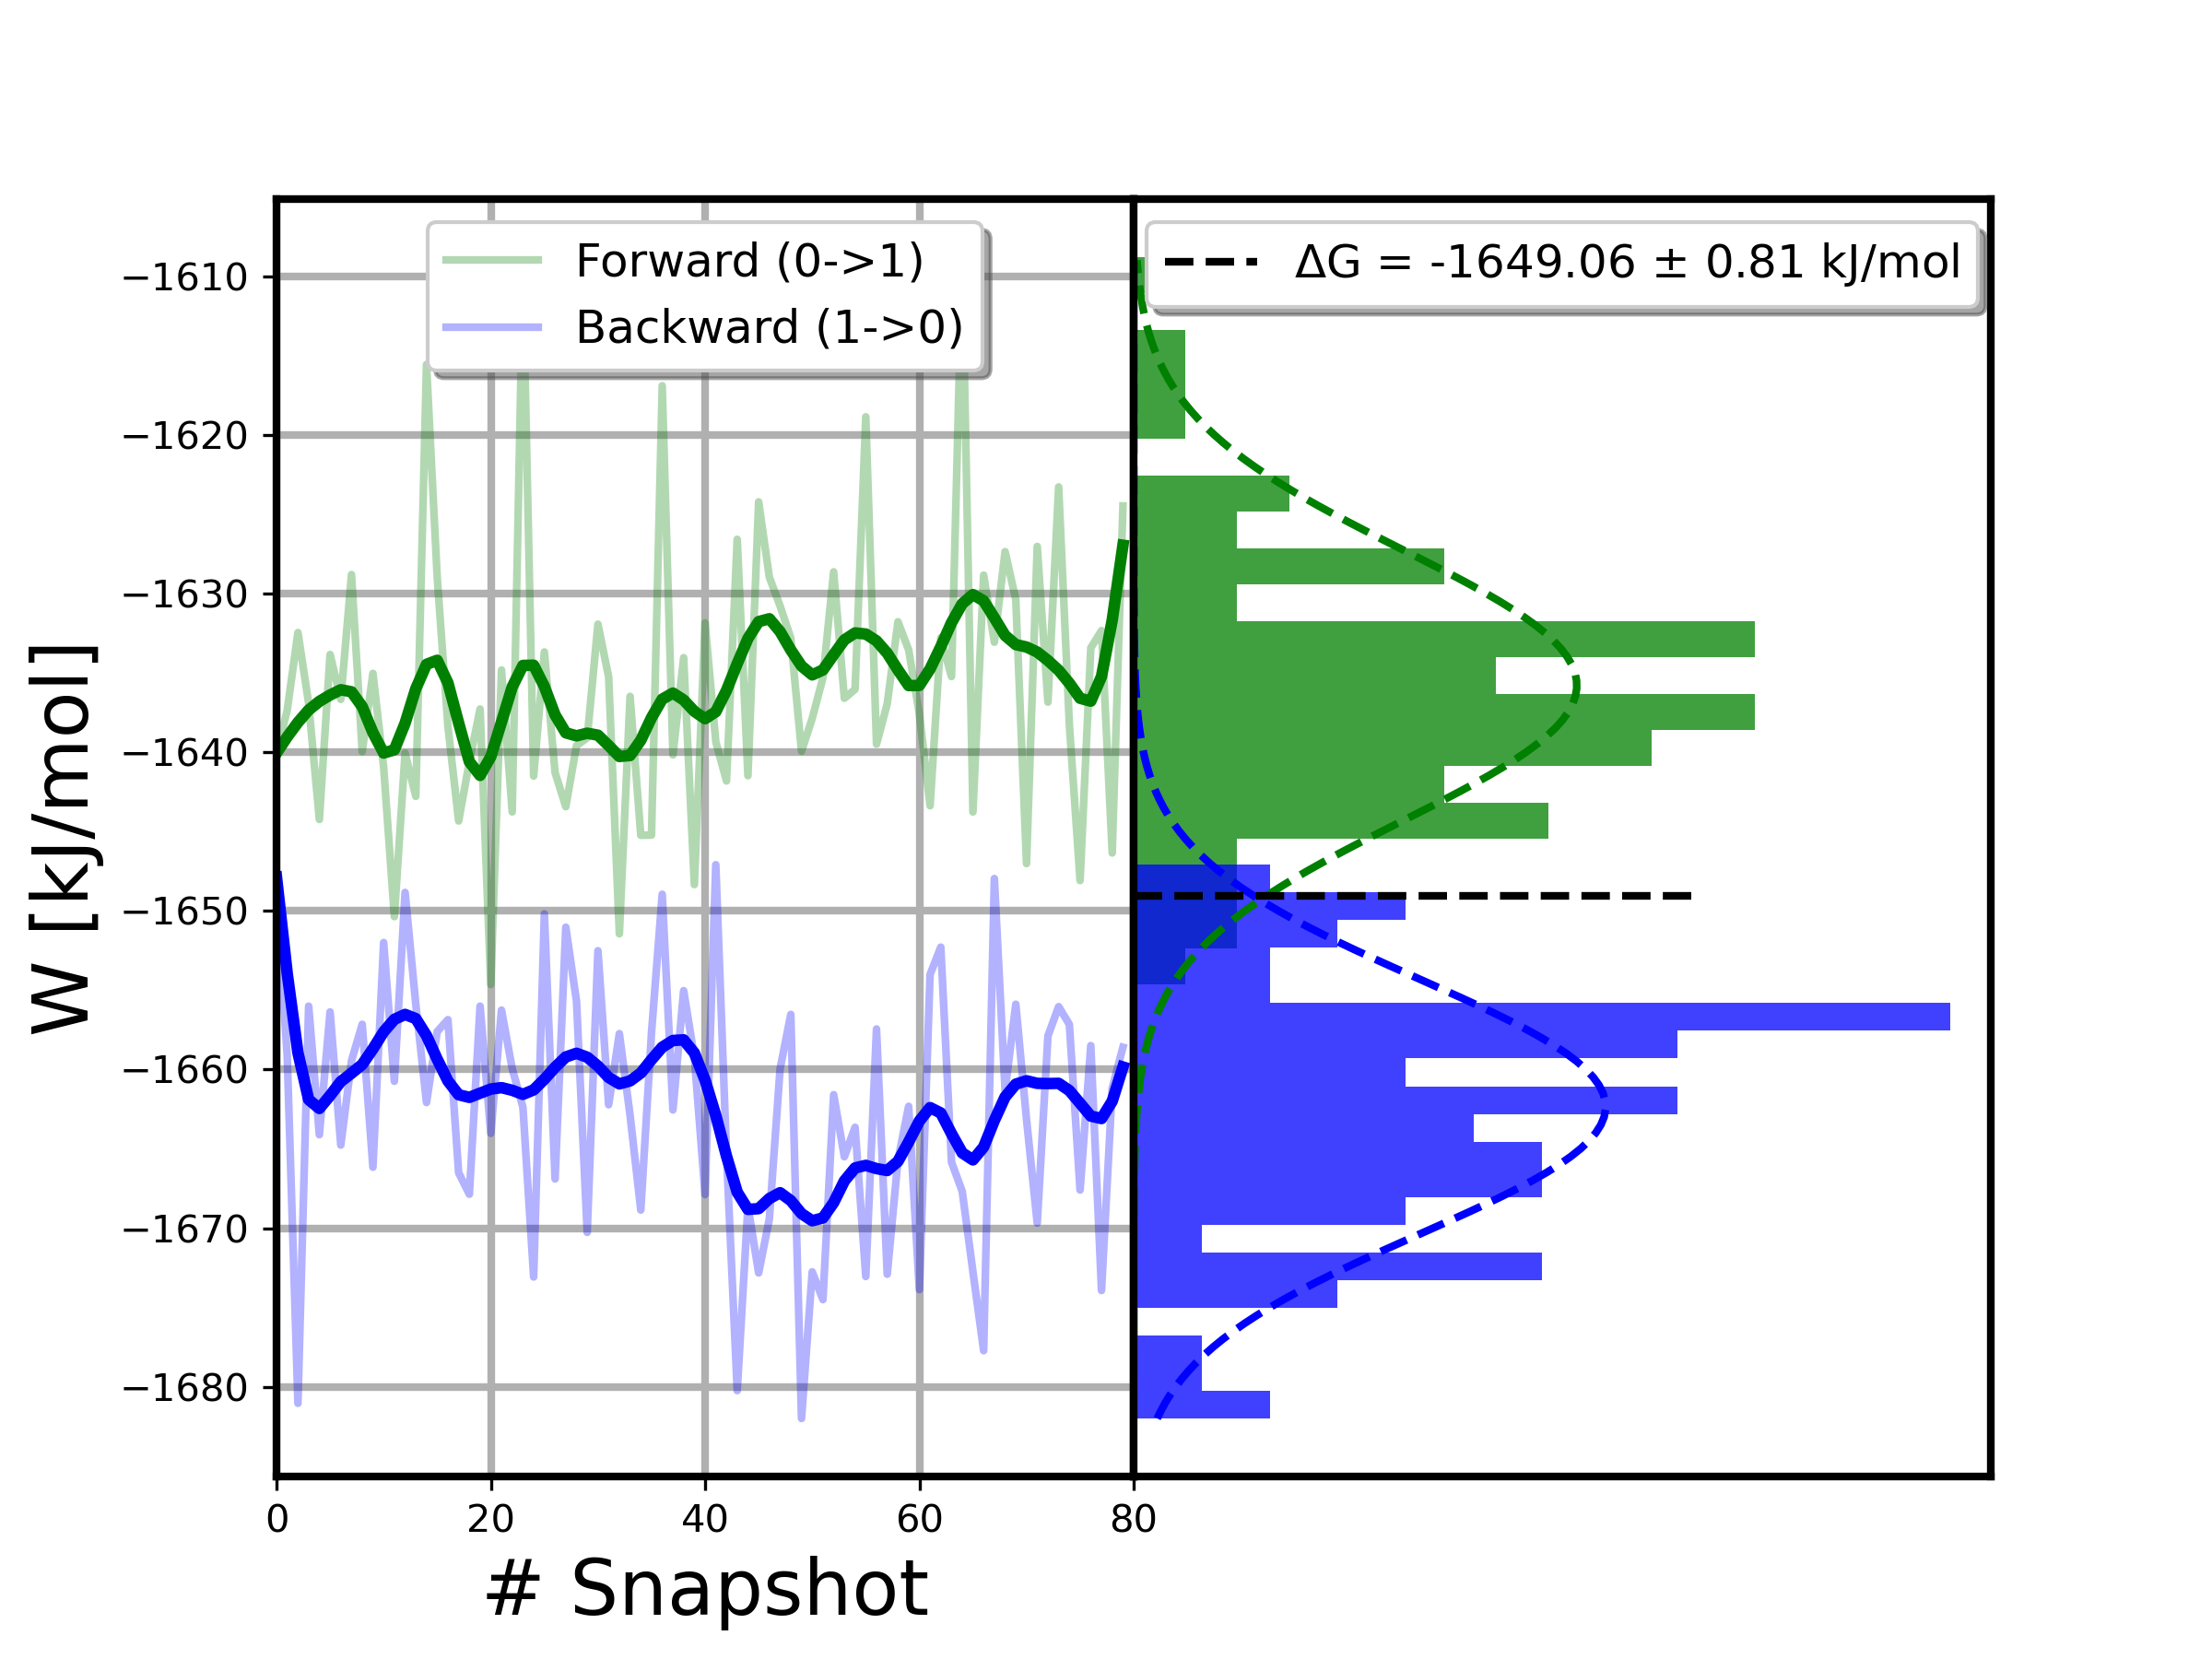 Forward (0->1)
Backward (1->0)
ΔG = -1649.06 ± 0.81 kJ/mol
W [kJ/mol]
−1610
−1620
−1630
−1640
−1650
−1660
−1670
−1680
0 20 40 60 80
# Snapshot